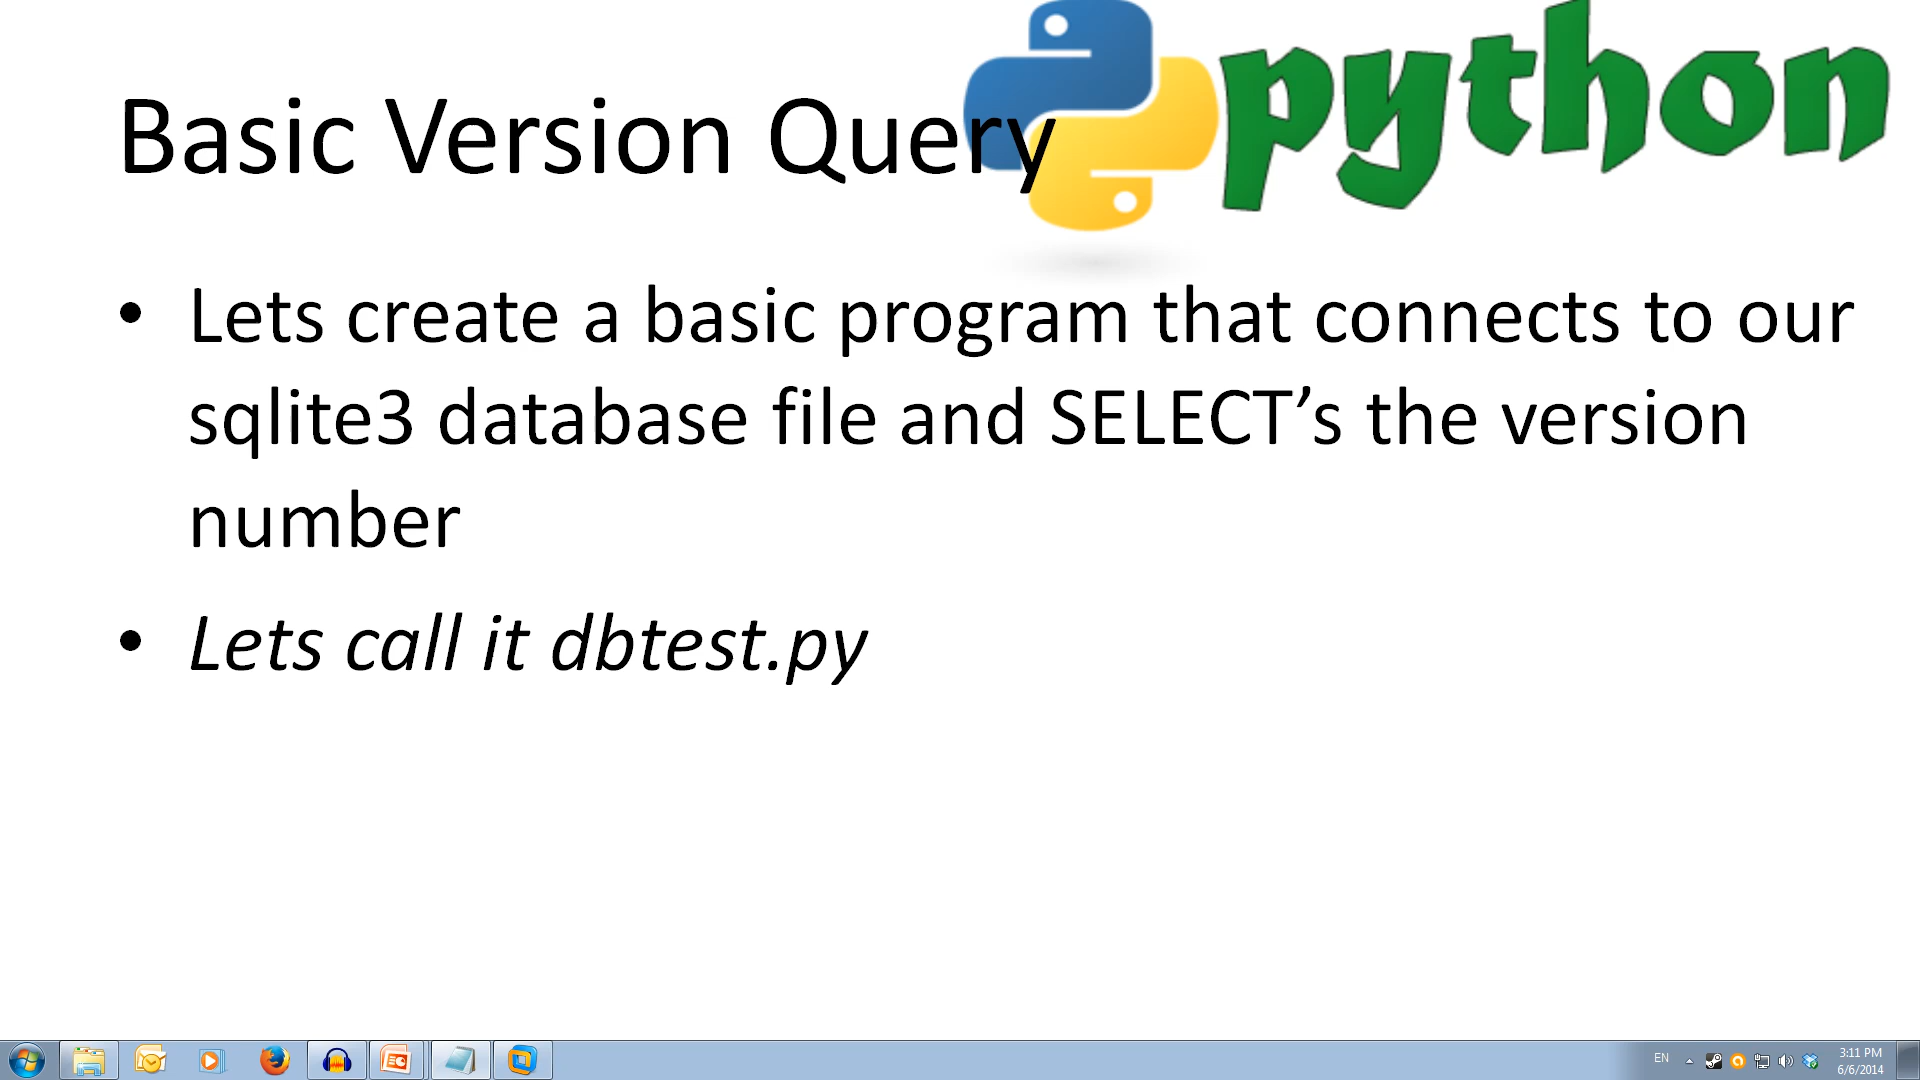 Basic Version Query
python
• Lets create a basic program that connects to our
sqlite3 database file and SELECT’s the version
number
• Lets call it dbtest.py
EN
3:11 PM
6/6/2014